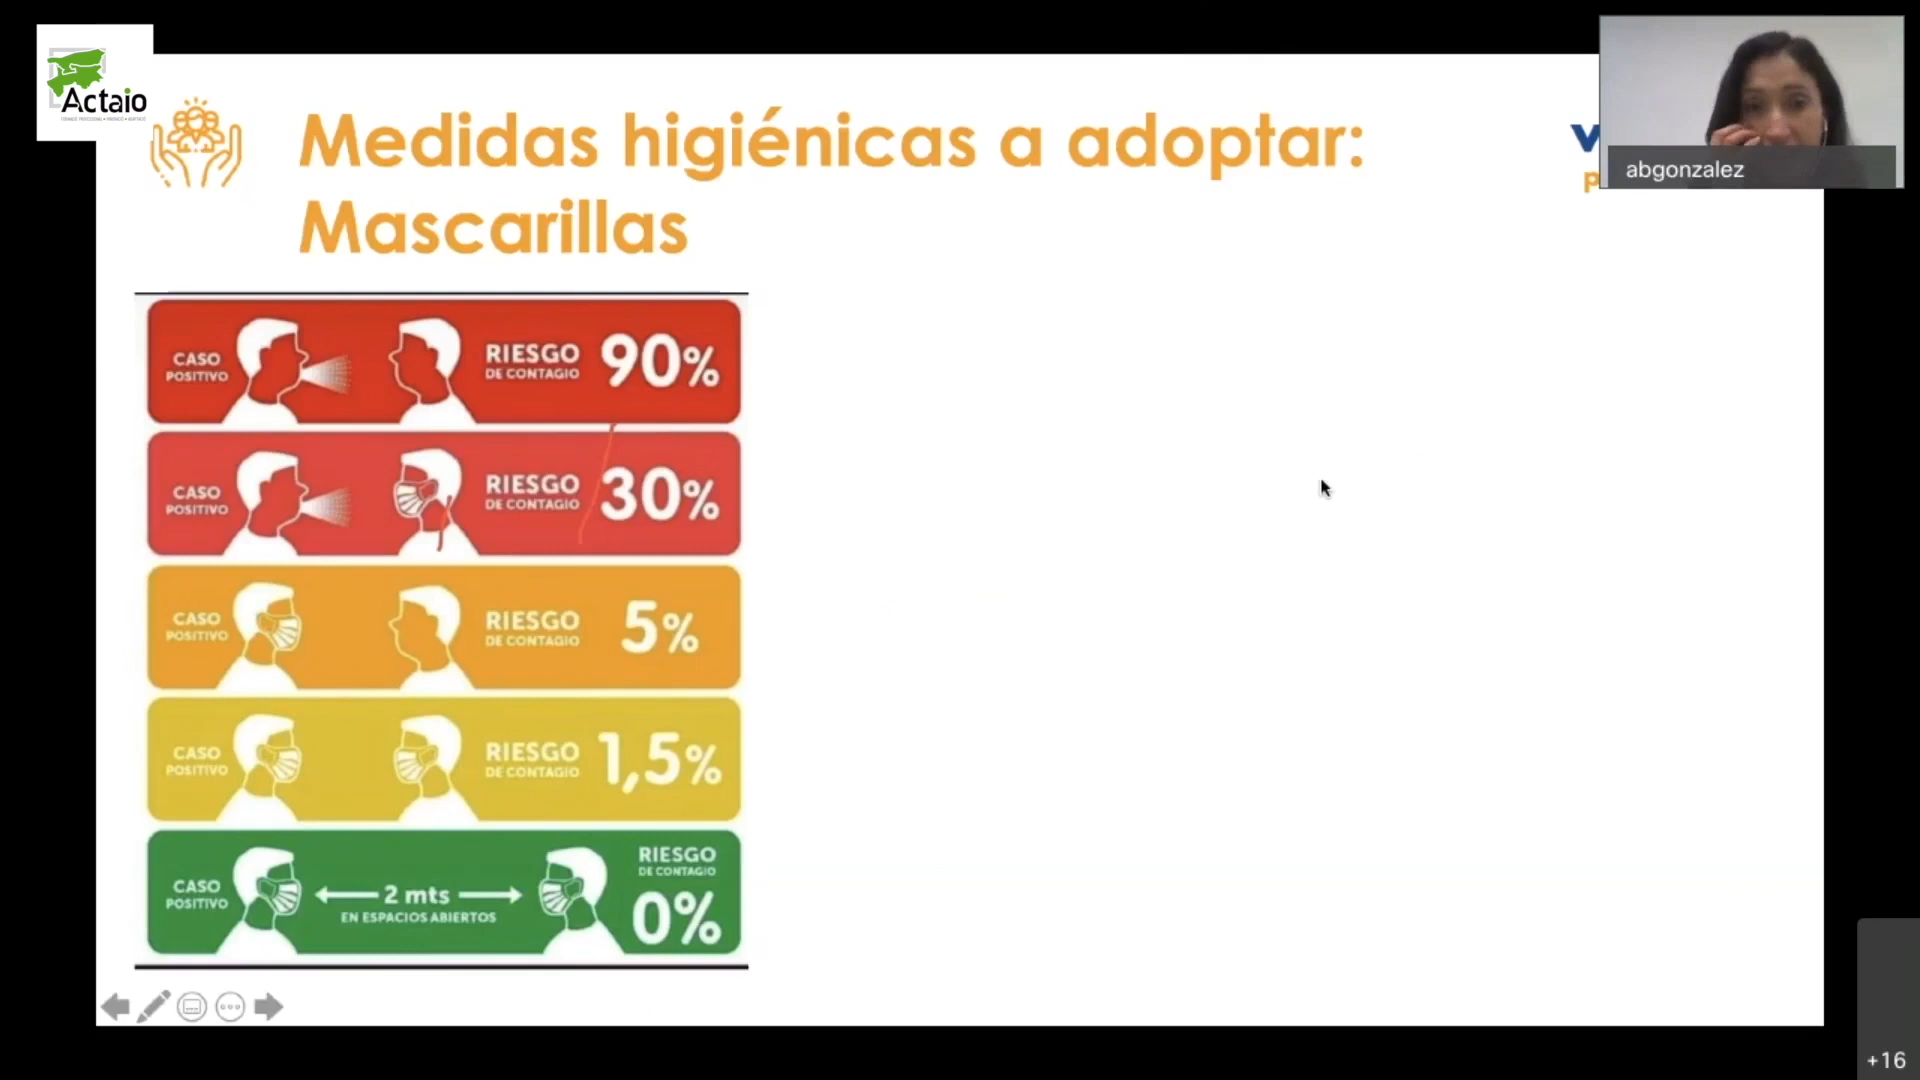 Actaio
Medidas higiénicas a adoptar:
Mascarillas
abgonzalez
CASO
POSITIVO
RIESGO
DE CONTAGIO
90%
CASO
POSITIVO
RIESGO
DE CONTAGIO
30%
CASO
POSITIVO
RIESGO
DE CONTAGIO
5%
CASO
POSITIVO
RIESGO
DE CONTAGIO
1,5%
CASO
POSITIVO
2 mts
EN ESPACIOS ABIERTOS
RIESGO
DE CONTAGIO
0%
+16